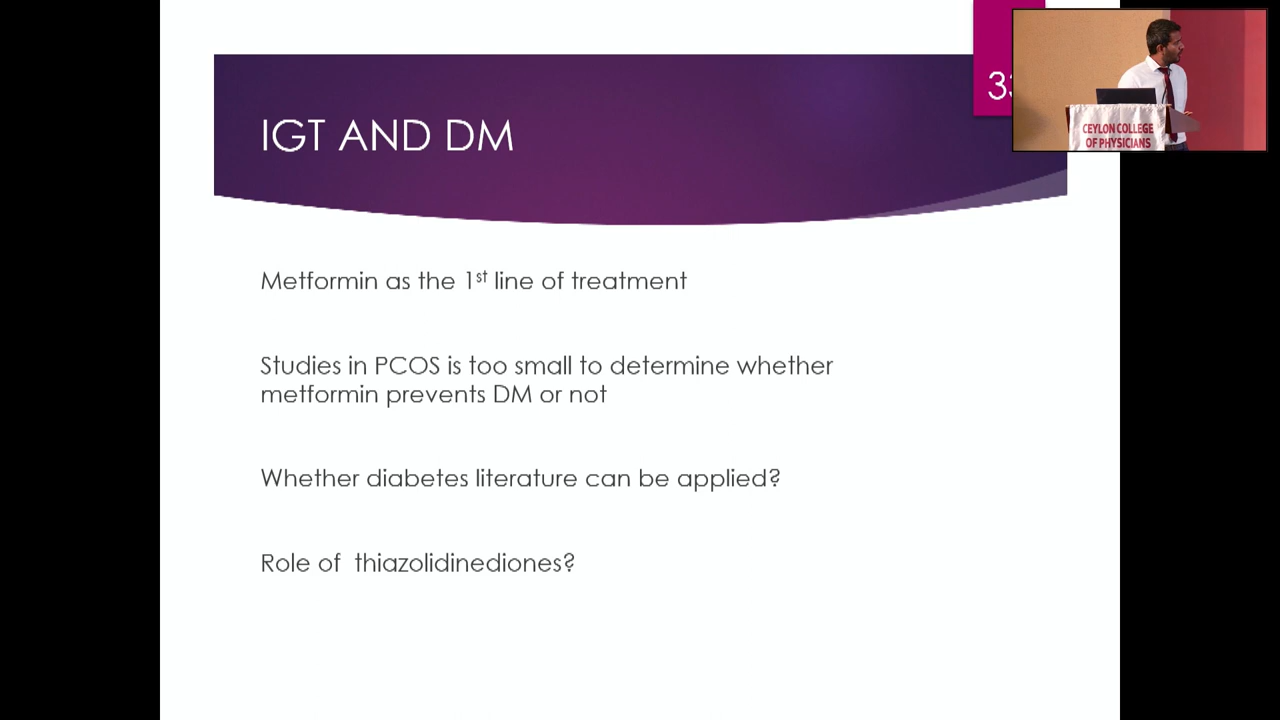 IGT AND DM
Metformin as the 1st line of treatment
Studies in PCOS is too small to determine whether
metformin prevents DM or not
Whether diabetes literature can be applied?
Role of thiazolidinediones?
CEYLON COLLEGE
OF PHYSICIANS